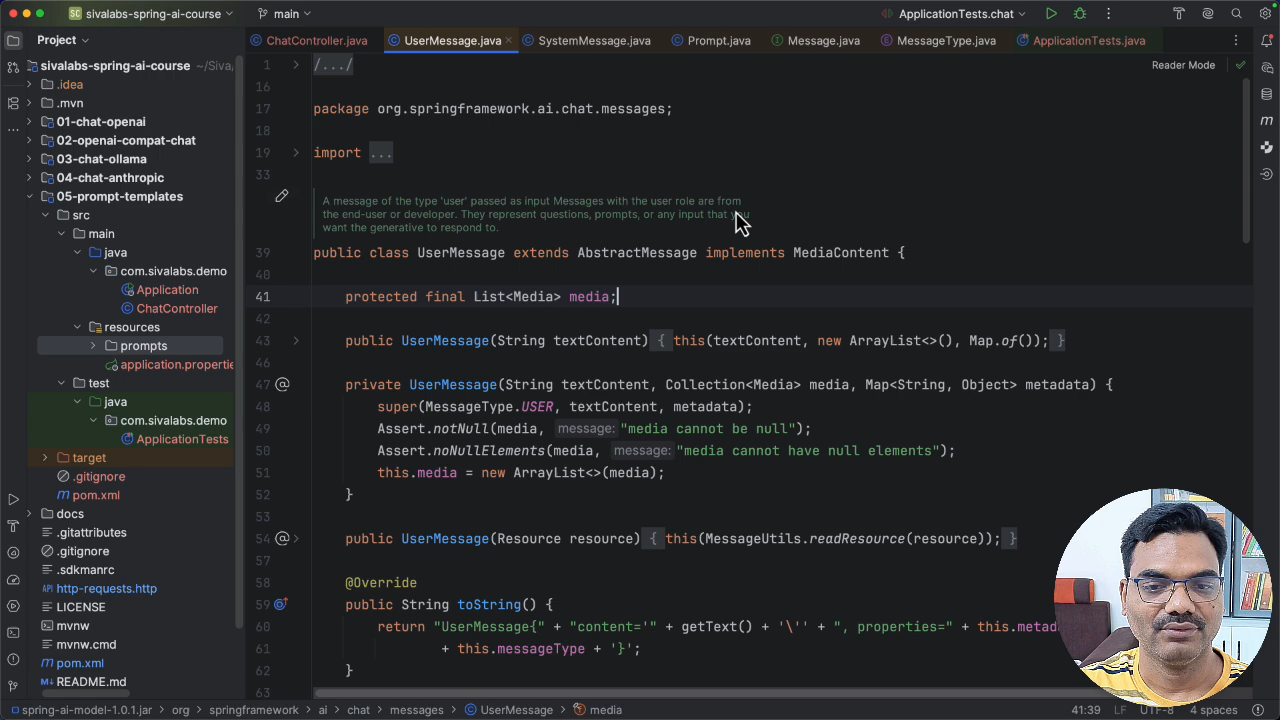 SC sivalabs-spring-ai-course
main
ApplicationTests.chat
Project
ChatController.java
UserMessage.java
SystemMessage.java
Prompt.java
Message.java
MessageType.java
ApplicationTests.java
sivalabs-spring-ai-course ~/Siva
.idea
.mvn
01-chat-openai
02-openai-compat-chat
03-chat-ollama
04-chat-anthropic
05-prompt-templates
src
main
java
com.sivalabs.demo
Application
ChatController
resources
prompts
application.propertie
test
java
com.sivalabs.demo
ApplicationTests
target
.gitignore
pom.xml
docs
.gitattributes
.gitignore
.sdkmanrc
http-requests.http
LICENSE
mvnw
mvnw.cmd
pom.xml
README.md
Reader Mode
1 /.../
16
17 package org.springframework.ai.chat.messages;
18
19 import ...
33
A message of the type 'user' passed as input Messages with the user role are from
the end-user or developer. They represent questions, prompts, or any input that you
want the generative to respond to.
39 public class UserMessage extends AbstractMessage implements MediaContent {
40
41 protected final List<Media> media;
42
43 public UserMessage(String textContent) { this(textContent, new ArrayList<>(), Map.of()); }
46
47 private UserMessage(String textContent, Collection<Media> media, Map<String, Object> metadata) {
48 super(MessageType.USER, textContent, metadata);
49 Assert.notNull(media, message: "media cannot be null");
50 Assert.noNullElements(media, message: "media cannot have null elements");
51 this.media = new ArrayList<>(media);
52 }
53
54 public UserMessage(Resource resource) { this(MessageUtils.readResource(resource)); }
57
58 @Override
59 public String toString() {
60 return "UserMessage{" + "content='" + getText() + '\'' + ", properties=" + this.metad
61 + this.messageType + '}';
62 }
63
spring-ai-model-1.0.1.jar
org
springframework
ai
chat
messages
UserMessage
media
41:39
LF
UTF-8
4 spaces